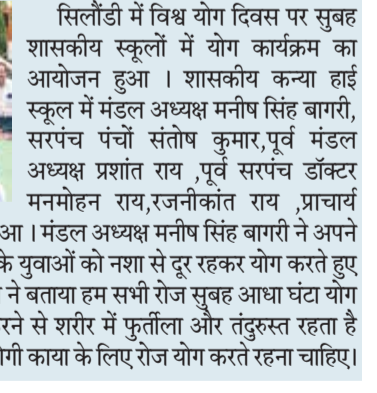 सिलौंडी में विश्व योग दिवस पर सुबह
शासकीय स्कूलों में योग कार्यक्रम का
आयोजन हुआ । शासकीय कन्या हाई
स्कूल में मंडल अध्यक्ष मनीष सिंह बागरी,
सरपंच पंचों संतोष कुमार,पूर्व मंडल
अध्यक्ष प्रशांत राय ,पूर्व सरपंच डॉक्टर
मनमोहन राय,रजनीकांत राय ,प्राचार्य
आ । मंडल अध्यक्ष मनीष सिंह बागरी ने अपने
के युवाओं को नशा से दूर रहकर योग करते हुए
ने बताया हम सभी रोज सुबह आधा घंटा योग
रने से शरीर में फुर्तीला और तंदुरुस्त रहता है
गी काया के लिए रोज योग करते रहना चाहिए।